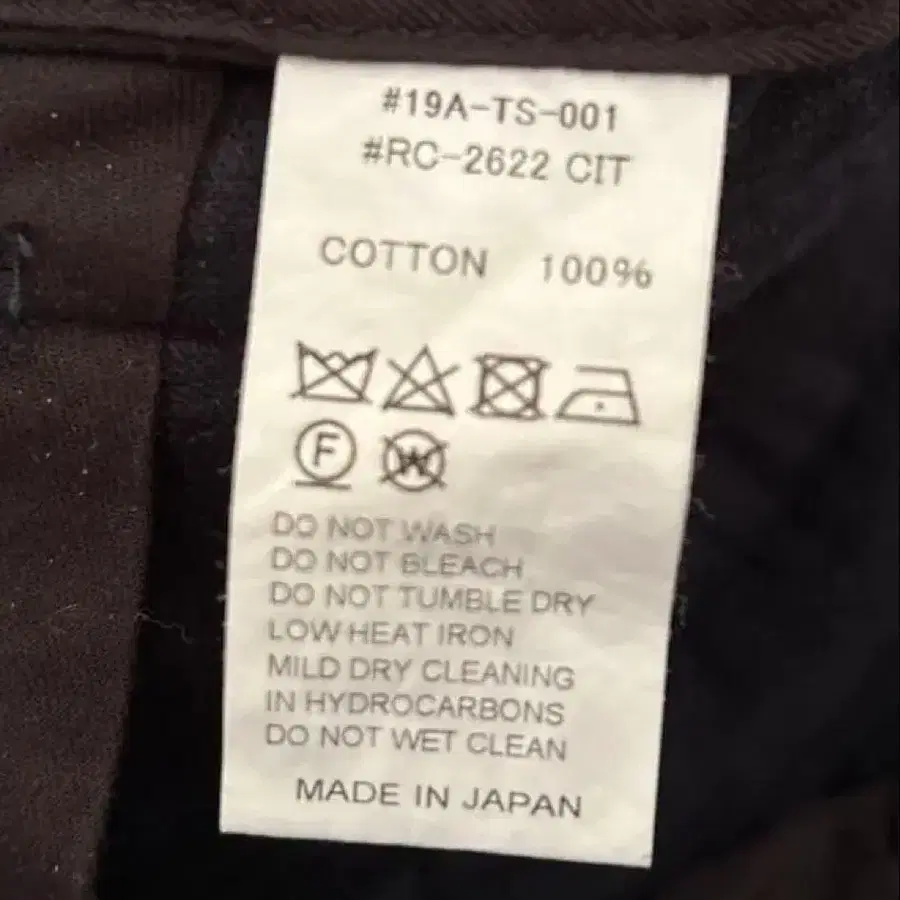 #19A-TS-001
#RC-2622 CIT
COTTON 100%
F W
DO NOT WASH
DO NOT BLEACH
DO NOT TUMBLE DRY
LOW HEAT IRON
MILD DRY CLEANING
IN HYDROCARBONS
DO NOT WET CLEAN
MADE IN JAPAN